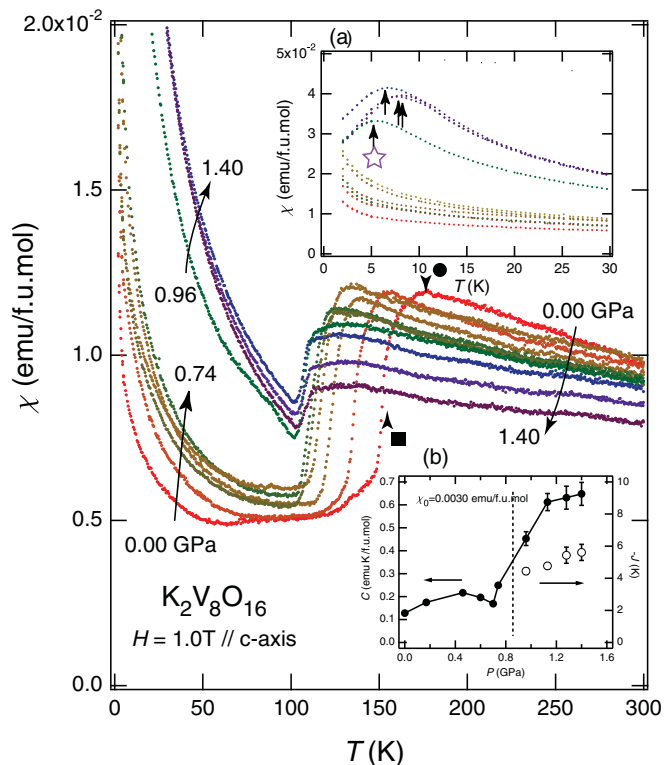 2.0x10⁻²
(a)
5x10⁻²
4
3
2
1
0
χ (emu/f.u.mol)
0 5 10 15 20 25 30
T (K)
1.5
1.40
0.96
1.0
χ (emu/f.u.mol)
0.00 GPa
1.40
0.74
0.5
0.00 GPa
(b)
0.7
0.6
0.5
0.4
0.3
0.2
0.1
0.0
C (emu K/f.u.mol)
χ₀=0.0030 emu/f.u.mol
10
8
6
4
2
0
-J (K)
0.0 0.4 0.8 1.2 1.6
P (GPa)
K₂V₈O₁₆
H = 1.0T // c-axis
0.0
0 50 100 150 200 250 300
T (K)